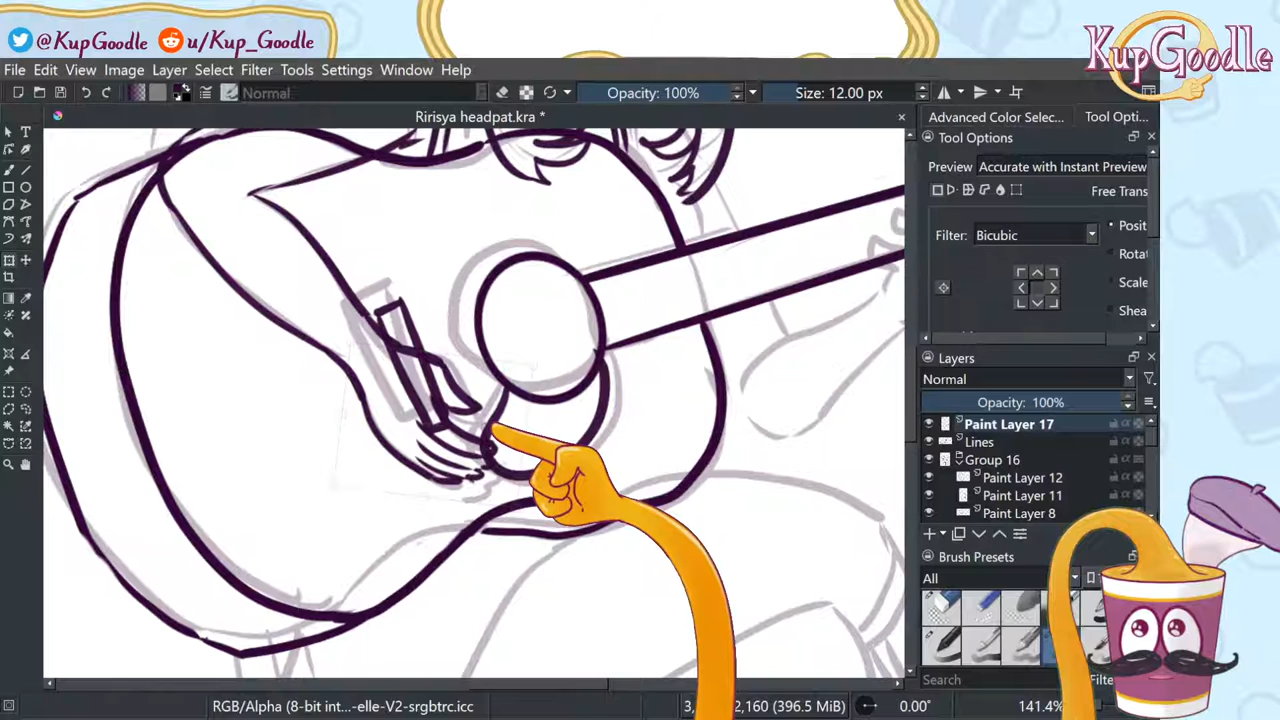 @KupGoodle
u/Kup_Goodle
KupGoodle
File Edit View Image Layer Select Filter Tools Settings Window Help
Normal
Opacity: 100%
Size: 12.00 px
Ririsya headpat.kra *
Advanced Color Selec...
Tool Opti...
Tool Options
Preview
Accurate with Instant Preview
Free Trans
Filter: Bicubic
Posit
Rotat
Scale
Shea
Layers
Normal
Opacity: 100%
Paint Layer 17
Lines
Group 16
Paint Layer 12
Paint Layer 11
Paint Layer 8
Brush Presets
All
Search
Filte
RGB/Alpha (8-bit int...-elle-V2-srgbtrc.icc
2,160 (396.5 MiB)
0.00°
141.4%